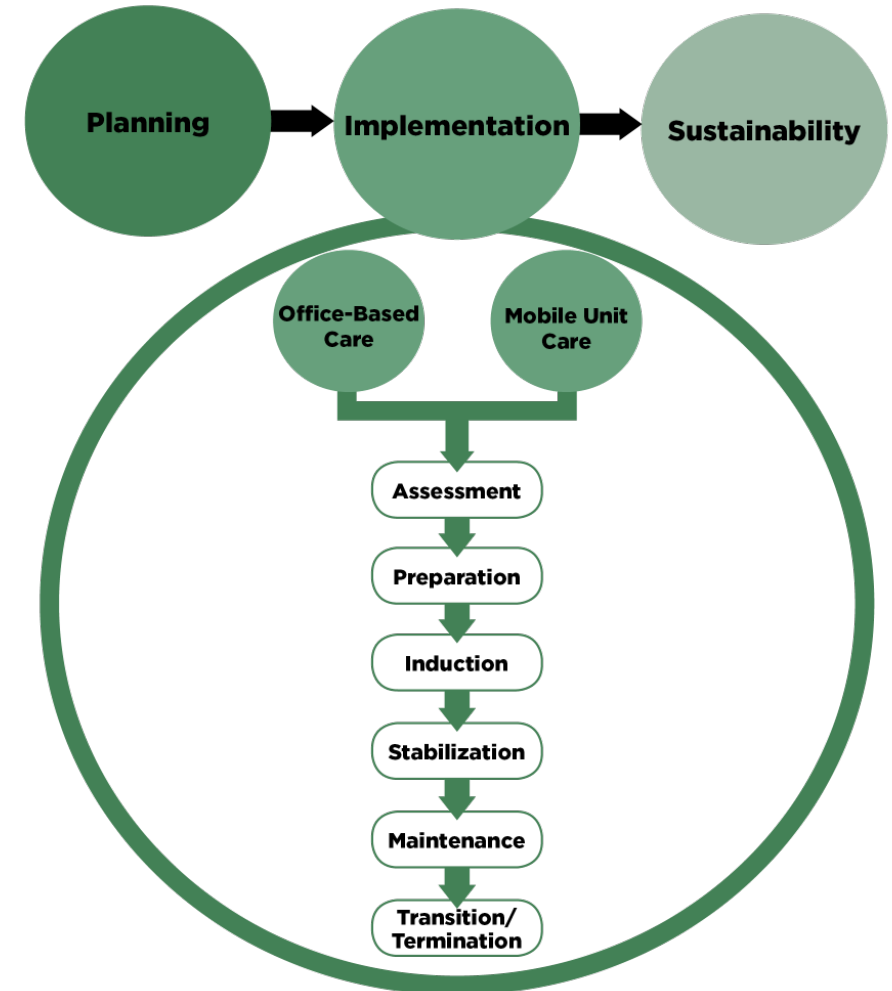 Planning
Implementation
Sustainability
Office-Based
Care
Mobile Unit
Care
Assessment
Preparation
Induction
Stabilization
Maintenance
Transition/
Termination